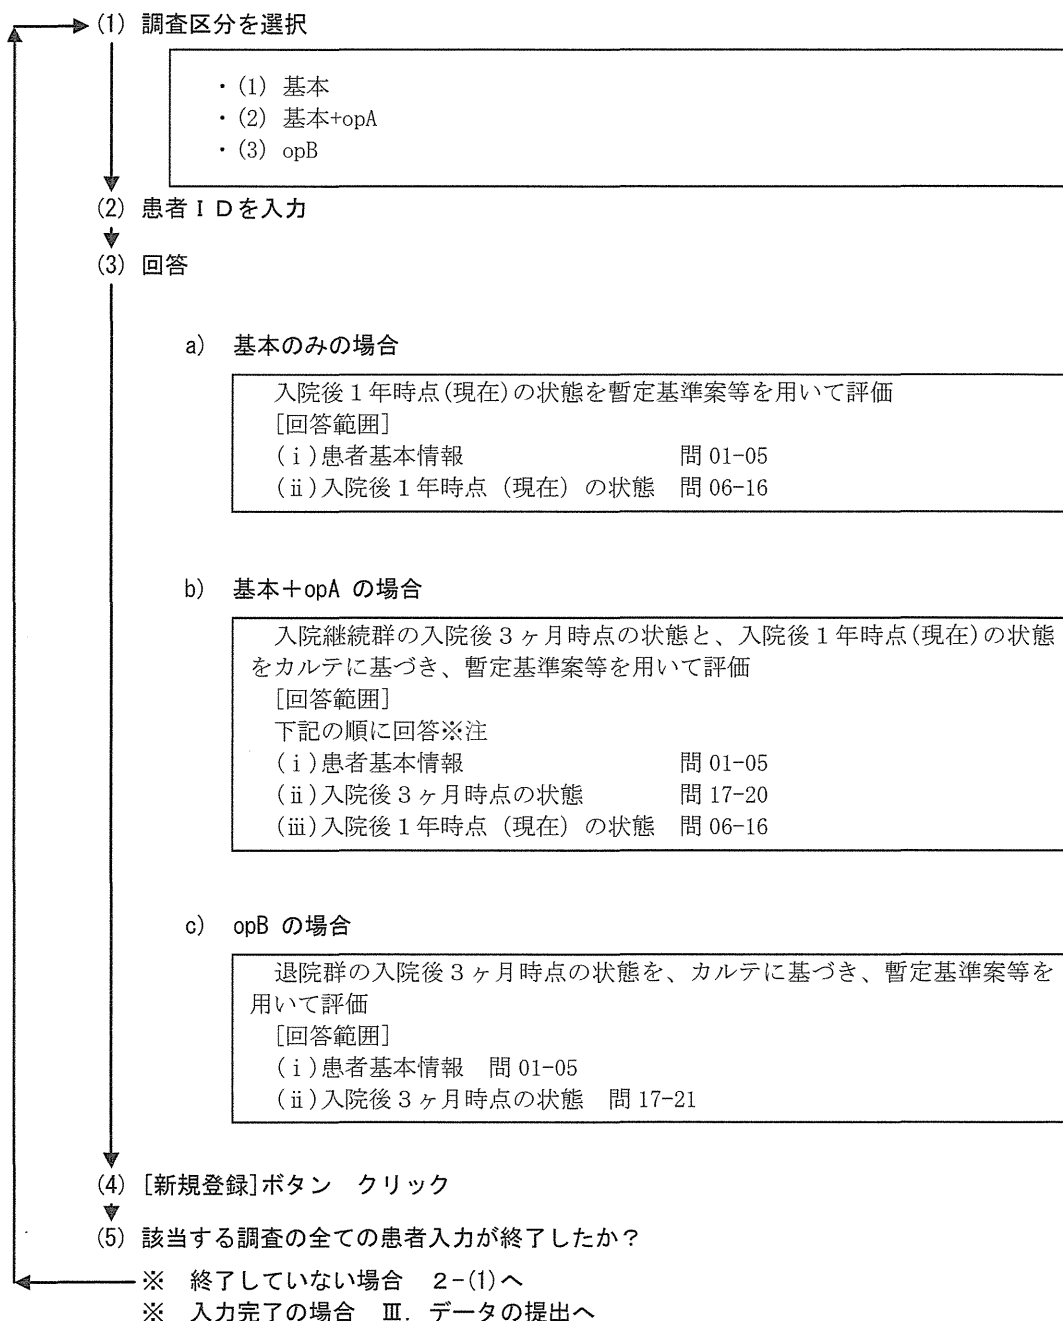 (1) 調査区分を選択
・(1) 基本
・(2) 基本+opA
・(3) opB
(2) 患者ＩＤを入力
(3) 回答
a) 基本のみの場合
入院後１年時点(現在)の状態を暫定基準案等を用いて評価
[回答範囲]
(ⅰ)患者基本情報 問 01-05
(ⅱ)入院後１年時点（現在）の状態 問 06-16
b) 基本＋opA の場合
入院継続群の入院後３ヶ月時点の状態と、入院後１年時点(現在)の状態
をカルテに基づき、暫定基準案等を用いて評価
[回答範囲]
下記の順に回答※注
(ⅰ)患者基本情報 問 01-05
(ⅱ)入院後３ヶ月時点の状態 問 17-20
(ⅲ)入院後１年時点（現在）の状態 問 06-16
c) opB の場合
退院群の入院後３ヶ月時点の状態を、カルテに基づき、暫定基準案等を
用いて評価
[回答範囲]
(ⅰ)患者基本情報 問 01-05
(ⅱ)入院後３ヶ月時点の状態 問 17-21
(4) [新規登録]ボタン クリック
(5) 該当する調査の全ての患者入力が終了したか？
※ 終了していない場合 ２-(1)へ
※ 入力完了の場合 Ⅲ．データの提出へ